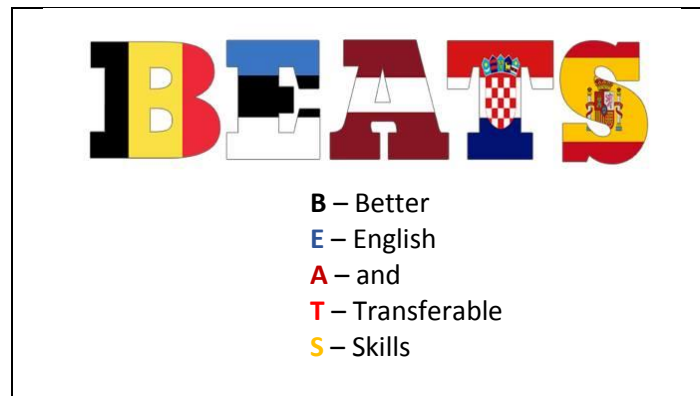 BEATS
B – Better
E – English
A – and
T – Transferable
S – Skills